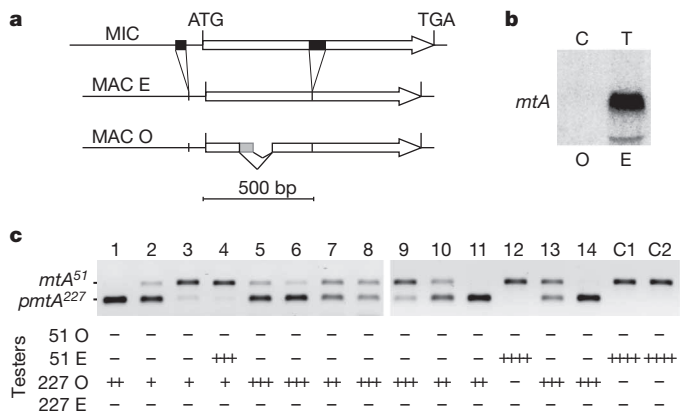 a
ATG TGA
MIC
MAC E
MAC O
500 bp
b
C T
mtA
O E
c
1 2 3 4 5 6 7 8 9 10 11 12 13 14 C1 C2
mtA51
pmtA227
Testers
51 O – – – – – – – – – – – – – – – –
51 E – – – +++ – – – – – – – ++++ – – ++++ ++++
227 O ++ + + + +++ +++ ++ ++ +++ ++ ++ – +++ +++ – –
227 E – – – – – – – – – – – – – – – –